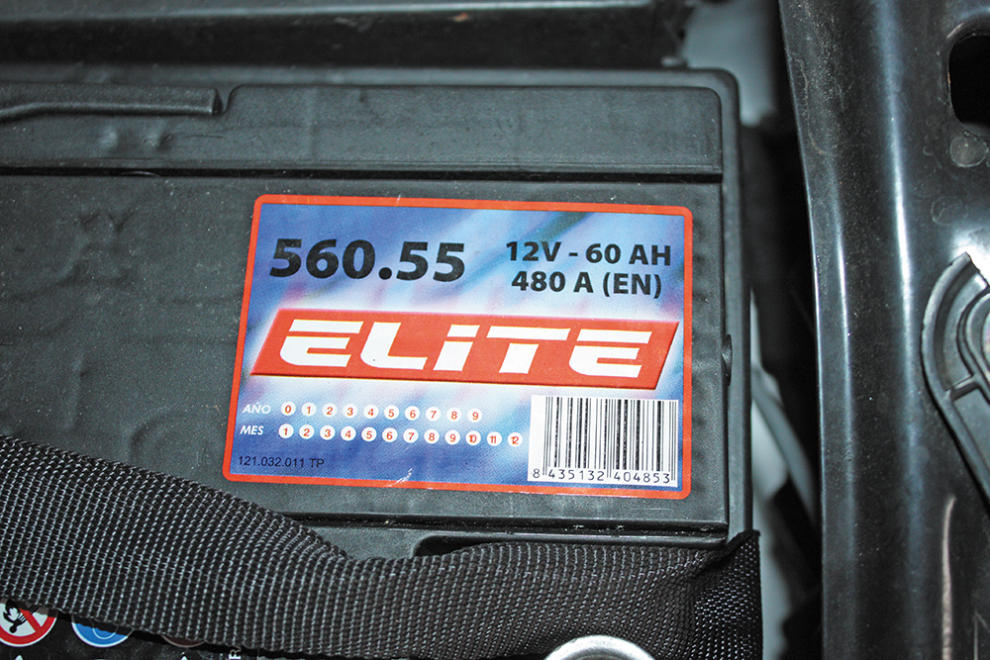 560.55
12V - 60 AH
480 A (EN)
ELiTE
AÑO 0 1 2 3 4 5 6 7 8 9
MES 1 2 3 4 5 6 7 8 9 10 11 12
121.032.011 TP
8 435132 404853